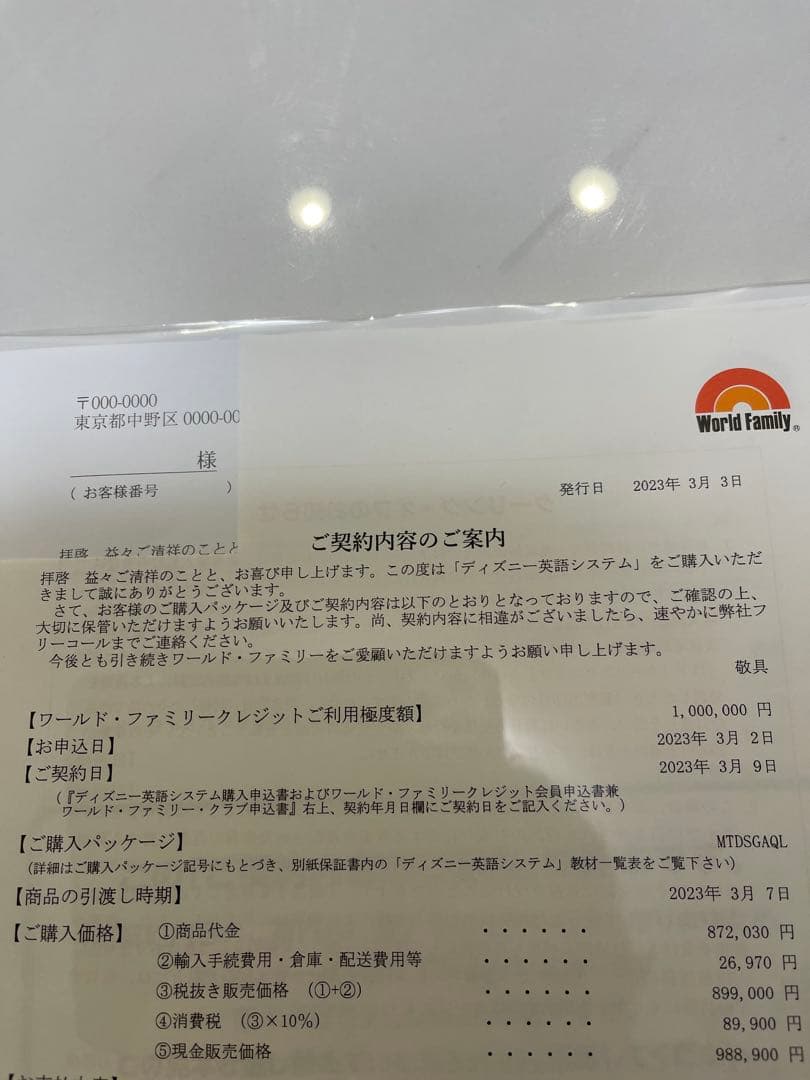 〒000-0000
東京都中野区 0000-00
様
( お客様番号 )
拝啓 益々ご清祥のことと
World Family®
発行日 2023年 3月 3日
ご契約内容のご案内
拝啓 益々ご清祥のことと、お喜び申し上げます。この度は「ディズニー英語システム」をご購入いただ
きまして誠にありがとうございます。
さて、お客様のご購入パッケージ及びご契約内容は以下のとおりとなっておりますので、ご確認の上、
大切に保管いただけますようお願いいたします。尚、契約内容に相違がございましたら、速やかに弊社フ
リーコールまでご連絡ください。
今後とも引き続きワールド・ファミリーをご愛顧いただけますようお願い申し上げます。
敬具
【ワールド・ファミリークレジットご利用極度額】 1,000,000 円
【お申込日】 2023年 3月 2日
【ご契約日】 2023年 3月 9日
(『ディズニー英語システム購入申込書およびワールド・ファミリークレジット会員申込書兼
ワールド・ファミリー・クラブ申込書』右上、契約年月日欄にご契約日をご記入ください。)
【ご購入パッケージ】 MTDSGAQL
(詳細はご購入パッケージ記号にもとづき、別紙保証書内の「ディズニー英語システム」教材一覧表をご覧下さい)
【商品の引渡し時期】 2023年 3月 7日
【ご購入価格】 ①商品代金 ・・・・・・ 872,030 円
②輸入手続費用・倉庫・配送費用等 ・・・・・・ 26,970 円
③税抜き販売価格 (①+②) ・・・・・・ 899,000 円
④消費税 (③×10%) ・・・・・・ 89,900 円
⑤現金販売価格 ・・・・・・ 988,900 円